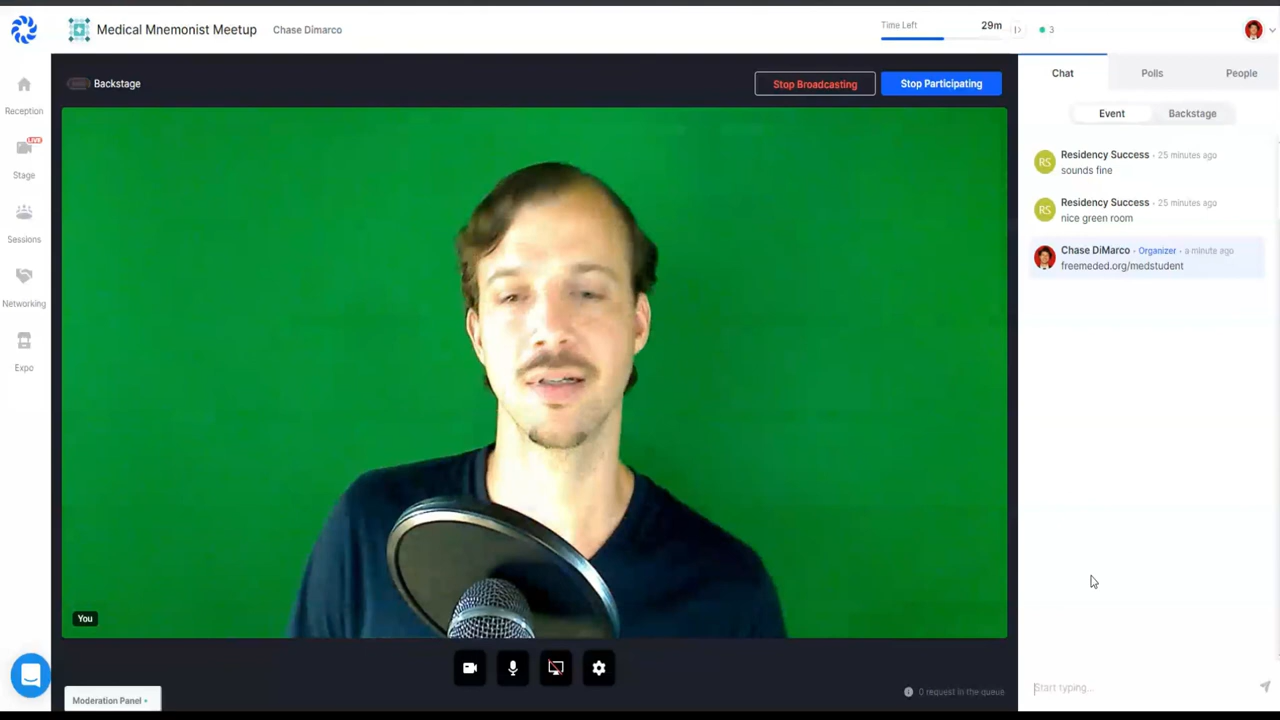 Medical Mnemonist Meetup
Chase Dimarco
Time Left
29m
3
Reception
LIVE
Stage
Sessions
Networking
Expo
Backstage
Stop Broadcasting
Stop Participating
You
Moderation Panel
0 request in the queue
Chat
Polls
People
Event
Backstage
RS
Residency Success · 25 minutes ago
sounds fine
RS
Residency Success · 25 minutes ago
nice green room
Chase DiMarco · Organizer · a minute ago
freemeded.org/medstudent
Start typing...